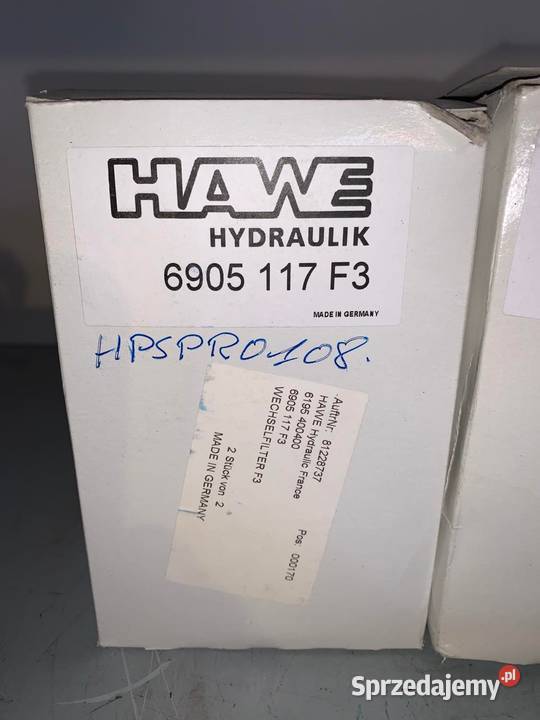 HAWE
HYDRAULIK
6905 117 F3
MADE IN GERMANY
HPSPRO108.
AuftrNr: 81228737 Pos: 000170
HAWE Hydraulic France
6195 400400
6905 117 F3
WECHSELFILTER F3
2 Stück von 2
MADE IN GERMANY
Sprzedajemy.pl